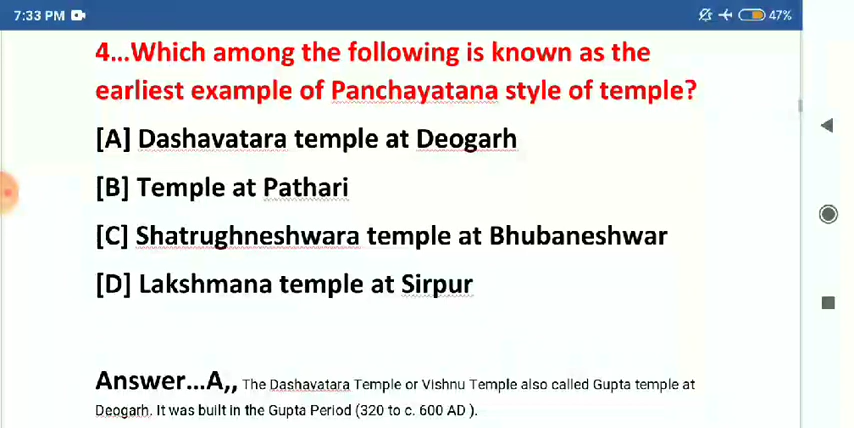 7:33 PM
47%
4...Which among the following is known as the
earliest example of Panchayatana style of temple?
[A] Dashavatara temple at Deogarh
[B] Temple at Pathari
[C] Shatrughneshwara temple at Bhubaneshwar
[D] Lakshmana temple at Sirpur
Answer...A,, The Dashavatara Temple or Vishnu Temple also called Gupta temple at
Deogarh. It was built in the Gupta Period (320 to c. 600 AD ).